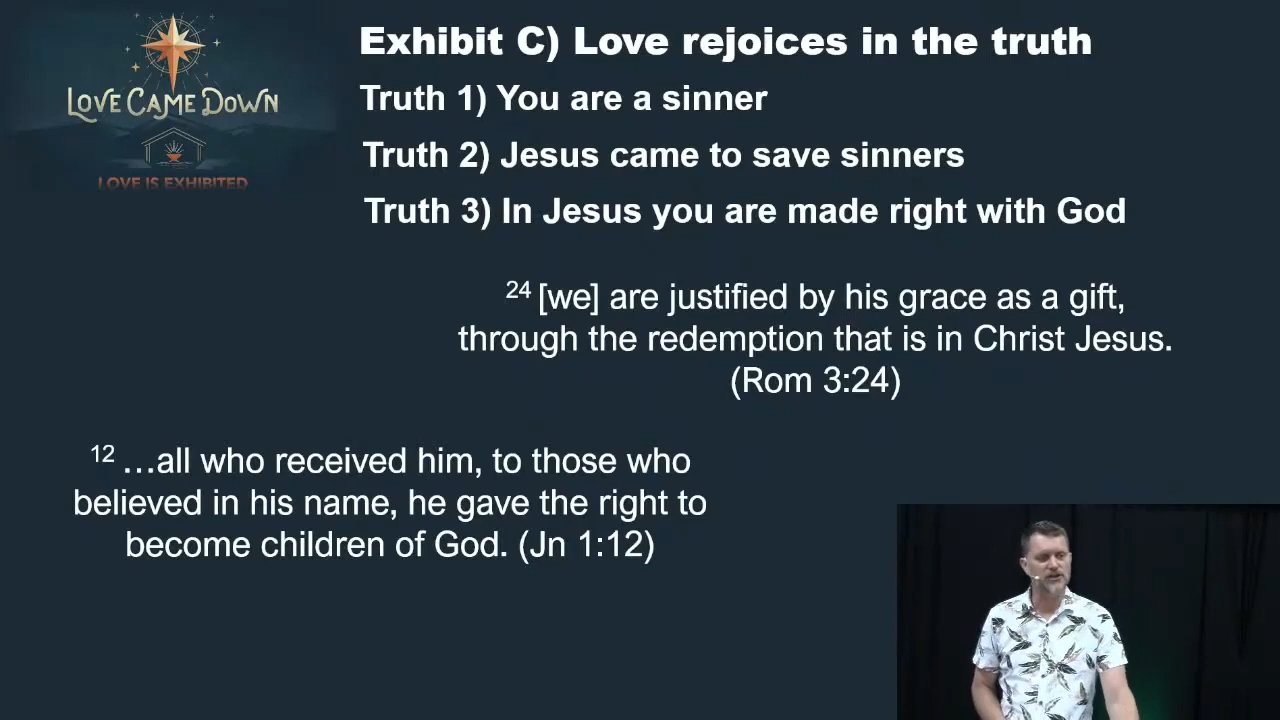 LOVE CAME DOWN
LOVE IS EXHIBITED
Exhibit C) Love rejoices in the truth
Truth 1) You are a sinner
Truth 2) Jesus came to save sinners
Truth 3) In Jesus you are made right with God
24 [we] are justified by his grace as a gift,
through the redemption that is in Christ Jesus.
(Rom 3:24)
12 …all who received him, to those who
believed in his name, he gave the right to
become children of God. (Jn 1:12)